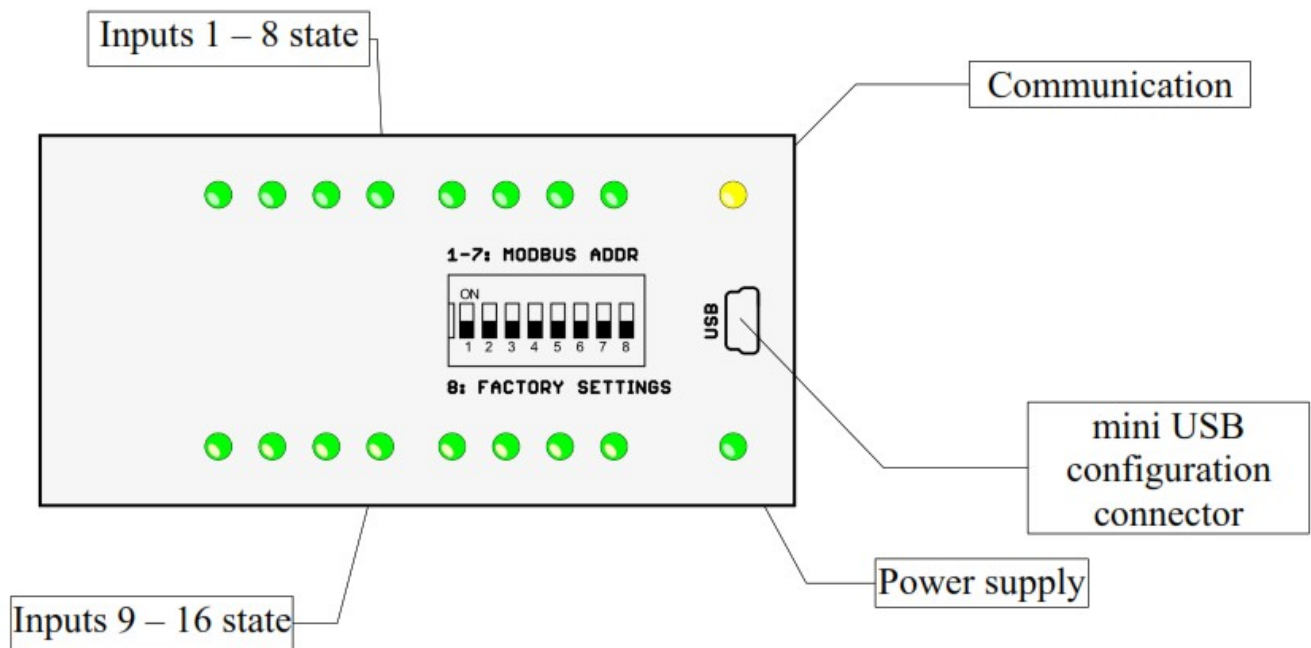 Inputs 1 – 8 state
Communication
1-7: MODBUS ADDR
ON
1 2 3 4 5 6 7 8
USB
8: FACTORY SETTINGS
mini USB
configuration
connector
Power supply
Inputs 9 – 16 state